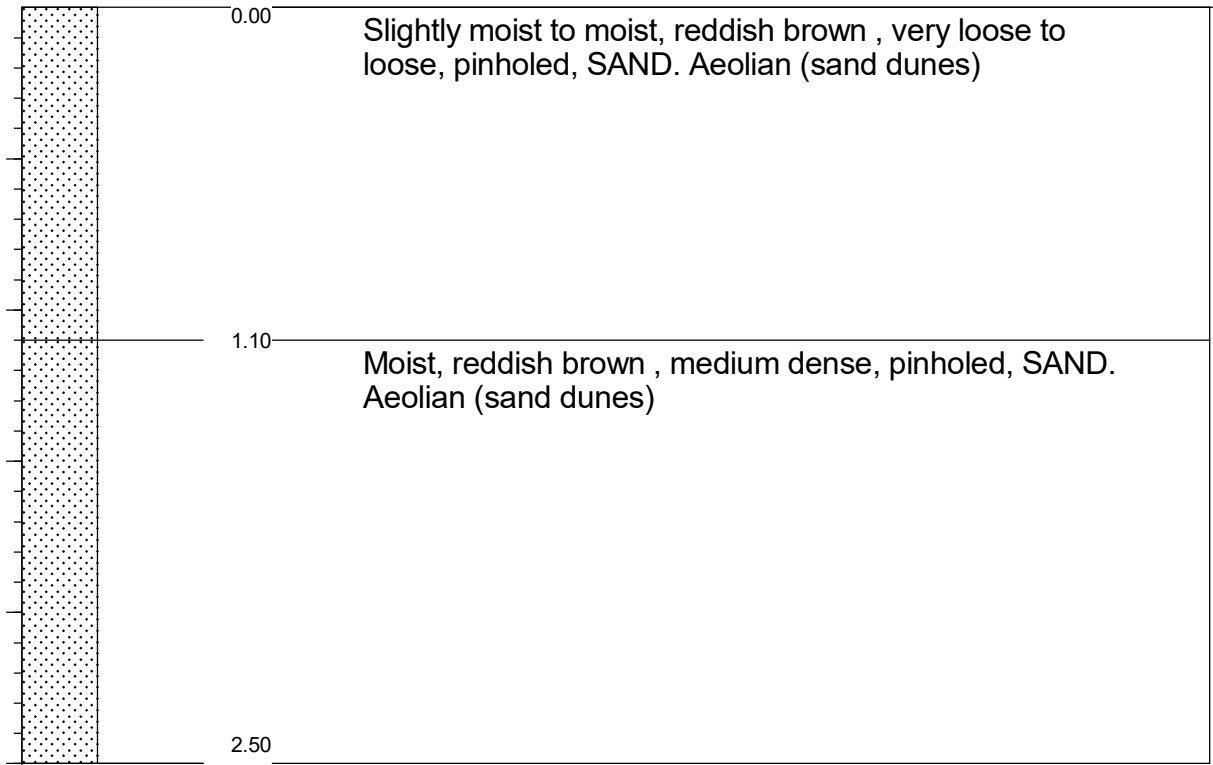 0.00
Slightly moist to moist, reddish brown , very loose to
loose, pinholed, SAND. Aeolian (sand dunes)
1.10
Moist, reddish brown , medium dense, pinholed, SAND.
Aeolian (sand dunes)
2.50